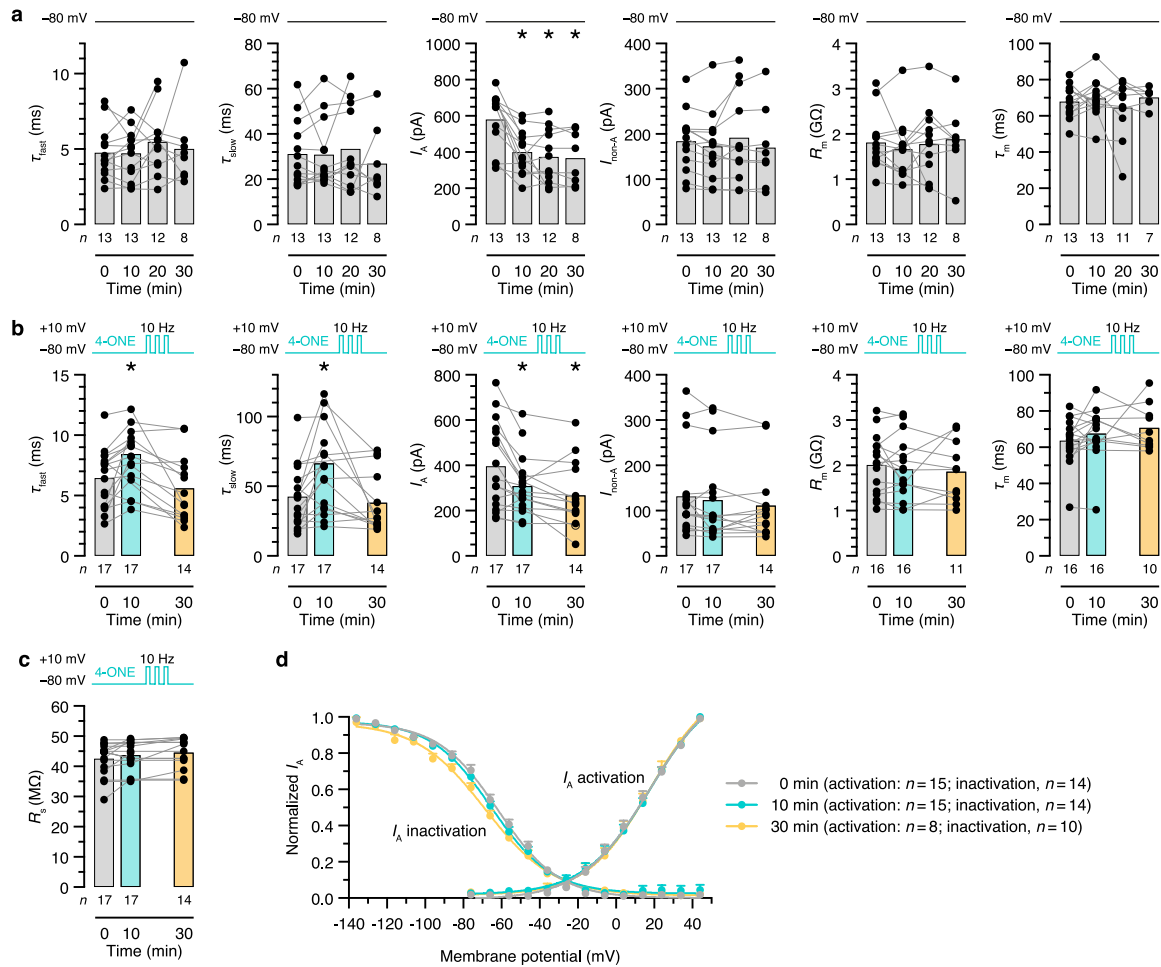 a
–80 mV –80 mV –80 mV –80 mV –80 mV –80 mV
* * *
τfast (ms)
0 5 10
n 13 13 12 8
0 10 20 30
Time (min)
τslow (ms)
0 20 40 60 80
n 13 13 12 8
0 10 20 30
Time (min)
IA (pA)
0 200 400 600 800 1000
n 13 13 12 8
0 10 20 30
Time (min)
Inon-A (pA)
0 100 200 300 400
n 13 13 12 8
0 10 20 30
Time (min)
Rm (GΩ)
0 1 2 3 4
n 13 13 12 8
0 10 20 30
Time (min)
τm (ms)
0 20 40 60 80 100
n 13 13 11 7
0 10 20 30
Time (min)
b
+10 mV 4-ONE 10 Hz
–80 mV
*
τfast (ms)
0 5 10 15
n 17 17 14
0 10 30
Time (min)
+10 mV 4-ONE 10 Hz
–80 mV
*
τslow (ms)
0 50 100
n 17 17 14
0 10 30
Time (min)
+10 mV 4-ONE 10 Hz
–80 mV
* *
IA (pA)
0 200 400 600 800
n 17 17 14
0 10 30
Time (min)
+10 mV 4-ONE 10 Hz
–80 mV
Inon–A (pA)
0 100 200 300 400
n 17 17 14
0 10 30
Time (min)
+10 mV 4-ONE 10 Hz
–80 mV
Rm (GΩ)
0 1 2 3 4
n 16 16 11
0 10 30
Time (min)
+10 mV 4-ONE 10 Hz
–80 mV
τm (ms)
0 20 40 60 80 100
n 16 16 10
0 10 30
Time (min)
c
+10 mV 4-ONE 10 Hz
–80 mV
Rs (MΩ)
0 10 20 30 40 50 60
n 17 17 14
0 10 30
Time (min)
d
Normalized IA
0.0 0.2 0.4 0.6 0.8 1.0
IA activation
IA inactivation
-140 -120 -100 -80 -60 -40 -20 0 20 40
Membrane potential (mV)
0 min (activation: n=15; inactivation, n=14)
10 min (activation: n=15; inactivation, n=14)
30 min (activation: n=8; inactivation, n=10)